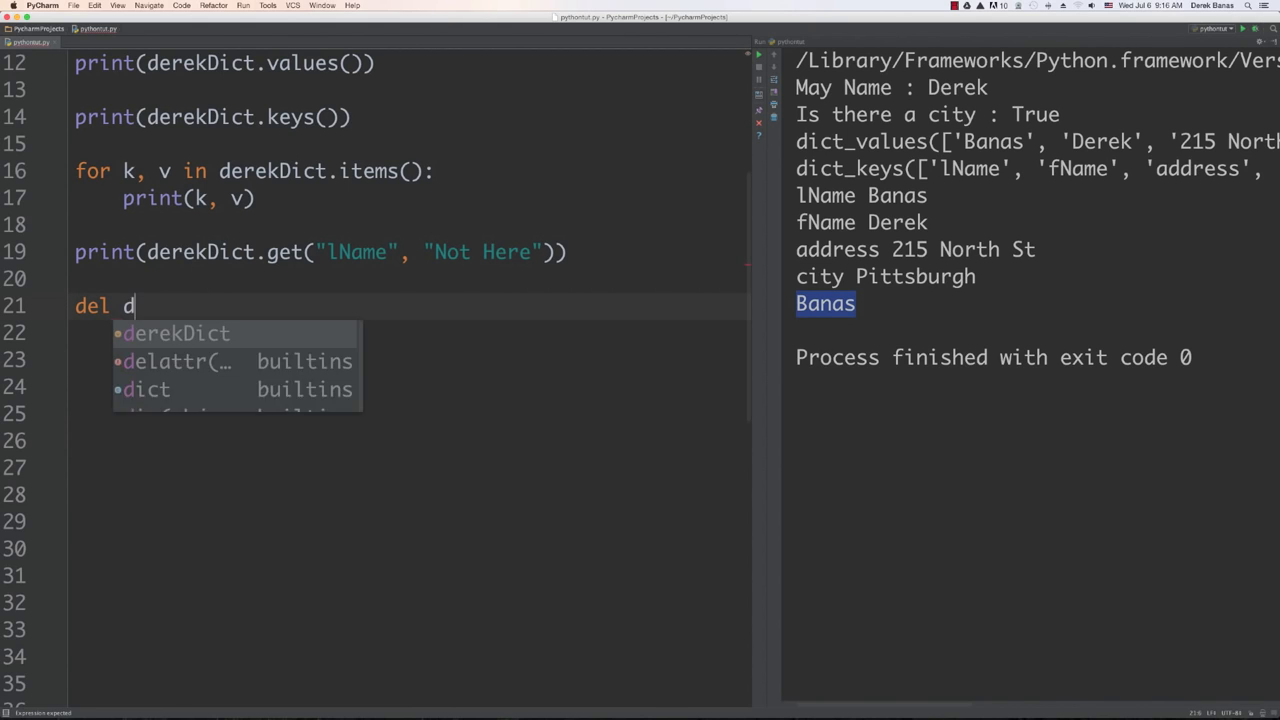 PyCharm File Edit View Navigate Code Refactor Run Tools VCS Window Help
10 Wed Jul 6 9:16 AM Derek Banas
pythontut.py - PycharmProjects - [~/PycharmProjects]
PycharmProjects pythontut.py
pythontut
pythontut.py
Run pythontut
12 print(derekDict.values())
13
14 print(derekDict.keys())
15
16 for k, v in derekDict.items():
17 print(k, v)
18
19 print(derekDict.get("lName", "Not Here"))
20
21 del d
22
23
24
25
26
27
28
29
30
31
32
33
34
35
derekDict
delattr(… builtins
dict builtins
/Library/Frameworks/Python.framework/Vers
May Name : Derek
Is there a city : True
dict_values(['Banas', 'Derek', '215 North
dict_keys(['lName', 'fName', 'address',
lName Banas
fName Derek
address 215 North St
city Pittsburgh
Banas
Process finished with exit code 0
Expression expected
21:6 LF‡ UTF-8‡